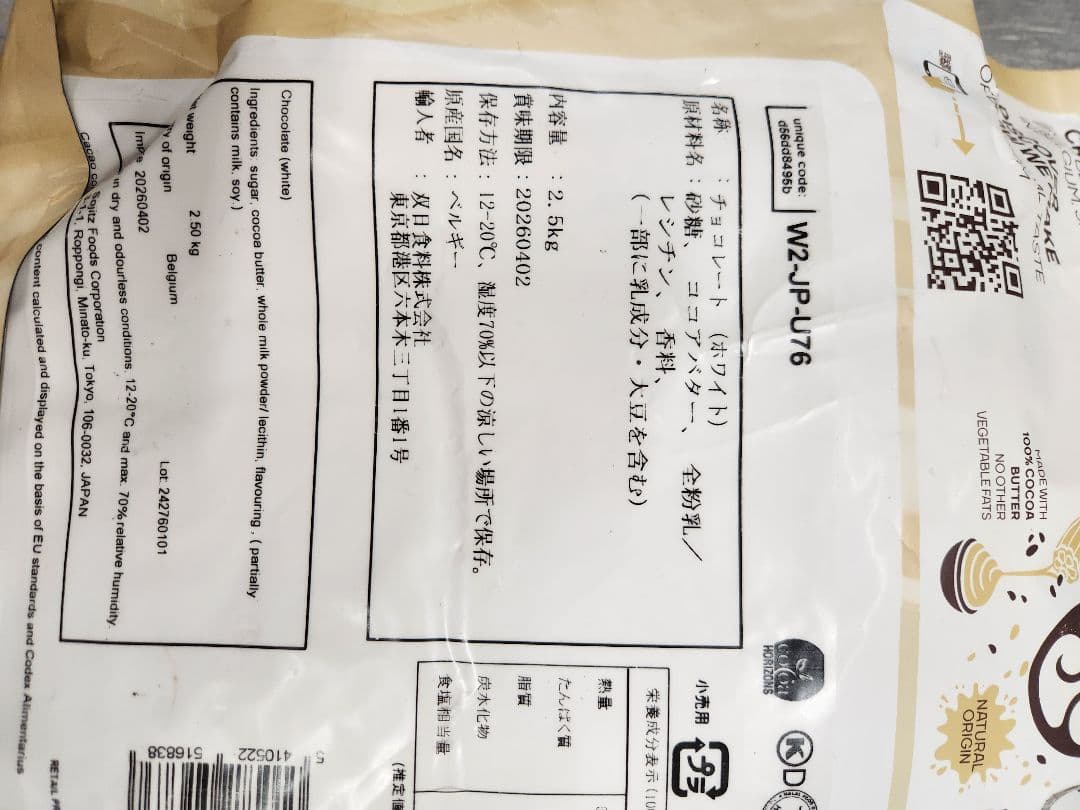 unique code:
d56dd8495b
W2-JP-U76
名称 : チョコレート (ホワイト)
原材料名 : 砂糖、ココアバター、全粉乳/
レシチン、香料、
(一部に乳成分・大豆を含む)
内容量 : 2.5kg
賞味期限 : 20260402
保存方法 : 12-20℃、湿度70%以下の涼しい場所で保存。
原産国名 : ベルギー
輸入者 : 双日食料株式会社
東京都港区六本木三丁目1番1号
Chocolate (white)
Ingredients : sugar, cocoa butter, whole milk powder/ lecithin, flavouring , ( partially
contains milk, soy.)
weight 2.50 kg
of origin Belgium Lot: 242760101
20260402
in dry and odourless conditions, 12-20°C and max. 70% relative humidity.
Sojitz Foods Corporation
Roppongi, Minato-ku, Tokyo, 106-0032, JAPAN
content calculated and displayed on the basis of EU standards and Codex Alimentarius
MADE WITH
100% COCOA
BUTTER
NO OTHER
VEGETABLE FATS
NATURAL
ORIGIN
COCOA
HORIZONS
K D
小売用
プラ
栄養成分表示
熱量
たんぱく質
脂質
炭水化物
食塩相当量
5 410522 516838
RETAIL